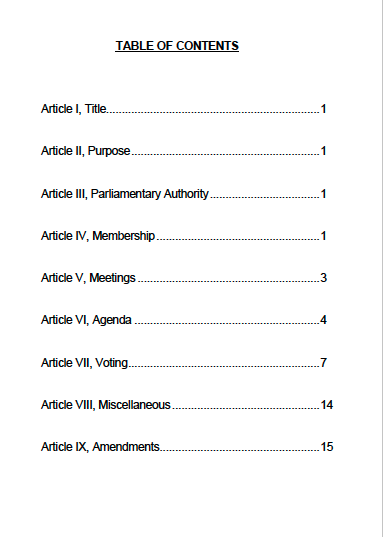 TABLE OF CONTENTS
Article I, Title......................................................................1
Article II, Purpose.............................................................1
Article III, Parliamentary Authority...................................1
Article IV, Membership.....................................................1
Article V, Meetings...........................................................3
Article VI, Agenda............................................................4
Article VII, Voting..............................................................7
Article VIII, Miscellaneous...............................................14
Article IX, Amendments...................................................15